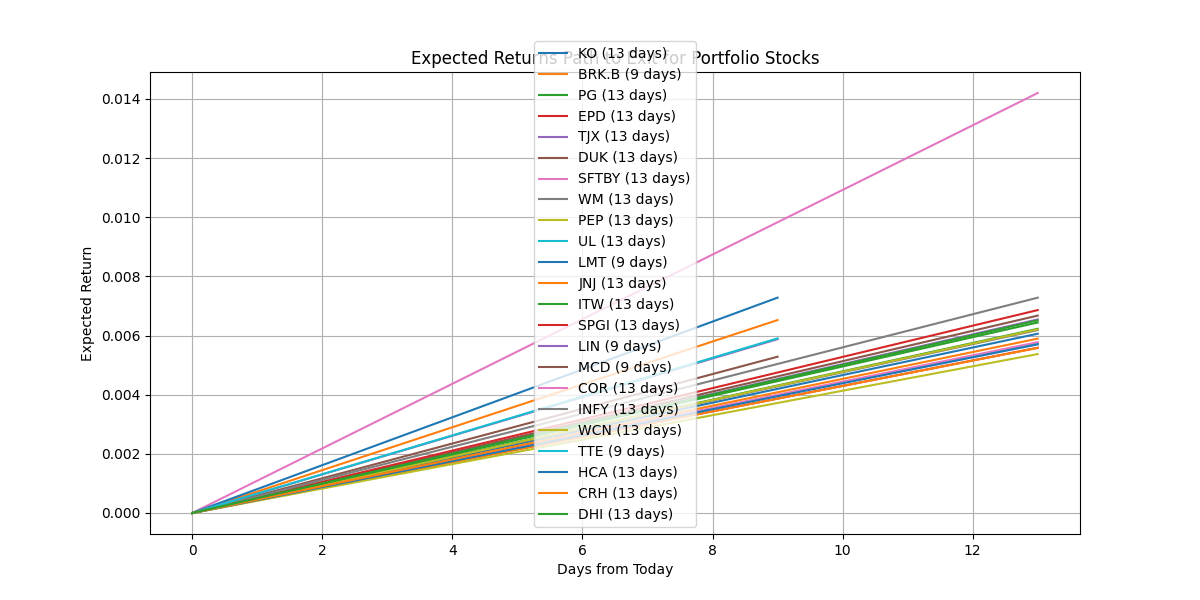 Expected Returns Path to Exit for Portfolio Stocks
KO (13 days)
BRK.B (9 days)
PG (13 days)
EPD (13 days)
TJX (13 days)
DUK (13 days)
SFTBY (13 days)
WM (13 days)
PEP (13 days)
UL (13 days)
LMT (9 days)
JNJ (13 days)
ITW (13 days)
SPGI (13 days)
LIN (9 days)
MCD (9 days)
COR (13 days)
INFY (13 days)
WCN (13 days)
TTE (9 days)
HCA (13 days)
CRH (13 days)
DHI (13 days)
Expected Return
0.014
0.012
0.010
0.008
0.006
0.004
0.002
0.000
0 2 4 6 8 10 12
Days from Today